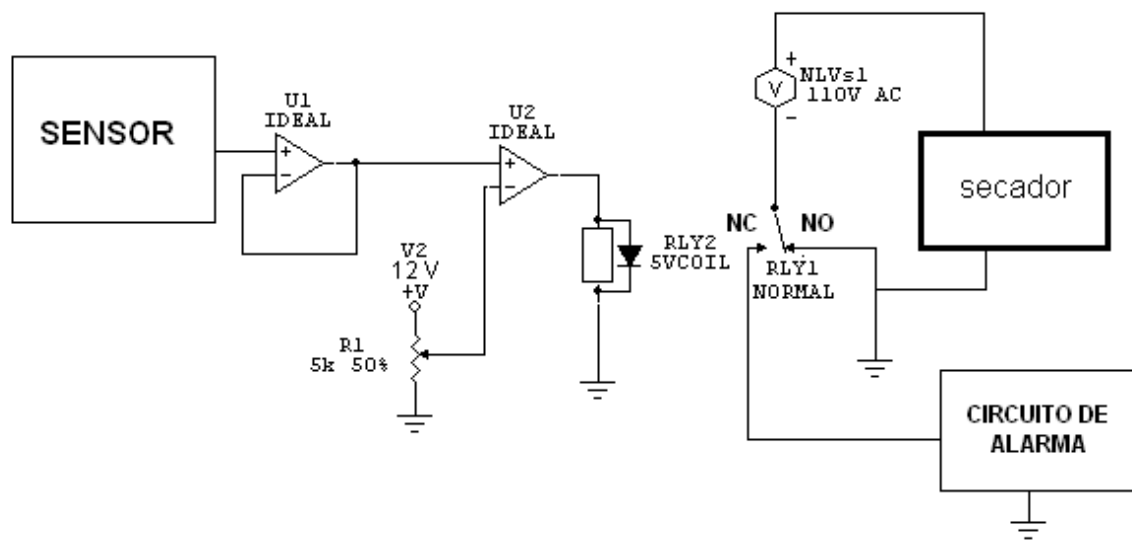 SENSOR
U1
IDEAL
+
−
U2
IDEAL
+
−
V2
12V
+V
R1
5k 50%
RLY2
5VCOIL
+
V
−
NLVs1
110V AC
NC
NO
RLY1
NORMAL
secador
CIRCUITO DE
ALARMA